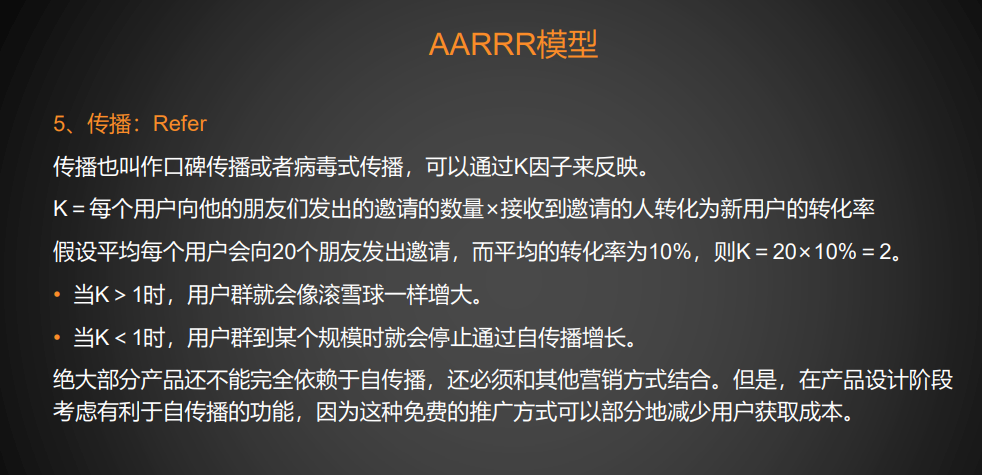 AARRR模型
5、传播：Refer
传播也叫作口碑传播或者病毒式传播，可以通过K因子来反映。
K＝每个用户向他的朋友们发出的邀请的数量×接收到邀请的人转化为新用户的转化率
假设平均每个用户会向20个朋友发出邀请，而平均的转化率为10%，则K＝20×10%＝2。
• 当K＞1时，用户群就会像滚雪球一样增大。
• 当K＜1时，用户群到某个规模时就会停止通过自传播增长。
绝大部分产品还不能完全依赖于自传播，还必须和其他营销方式结合。但是，在产品设计阶段
考虑有利于自传播的功能，因为这种免费的推广方式可以部分地减少用户获取成本。